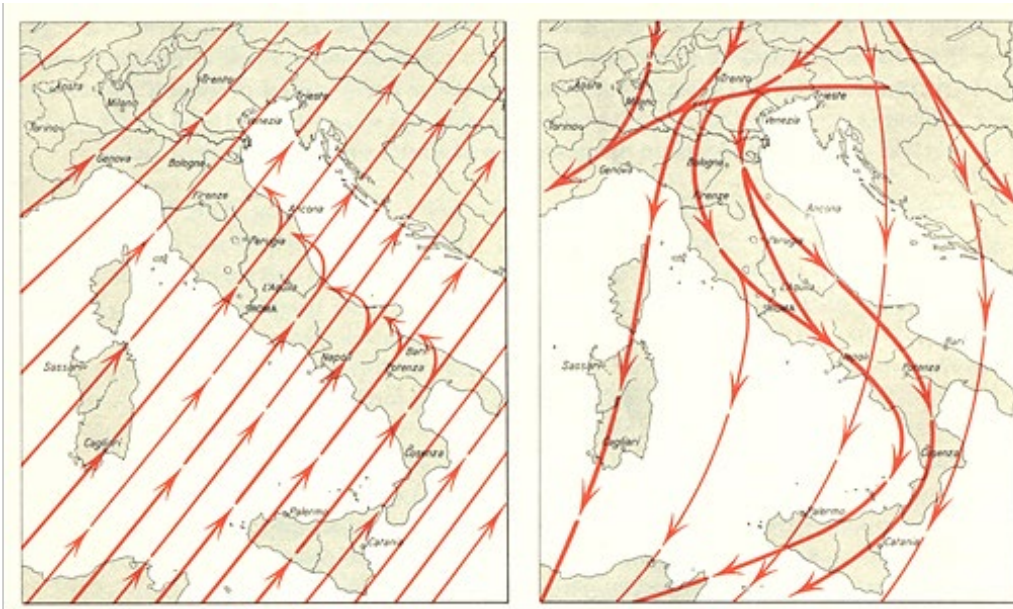 Trento
Aosta
Milano
Trieste
Venezia
Torino
Genova
Bologna
Firenze
Ancona
Perugia
L'Aquila
ROMA
Sassari
Napoli
Bari
Potenza
Cagliari
Cosenza
Palermo
Catania
Trento
Aosta
Milano
Trieste
Venezia
Torino
Genova
Bologna
Firenze
Ancona
Perugia
L'Aquila
ROMA
Sassari
Napoli
Bari
Potenza
Cagliari
Cosenza
Palermo
Catania